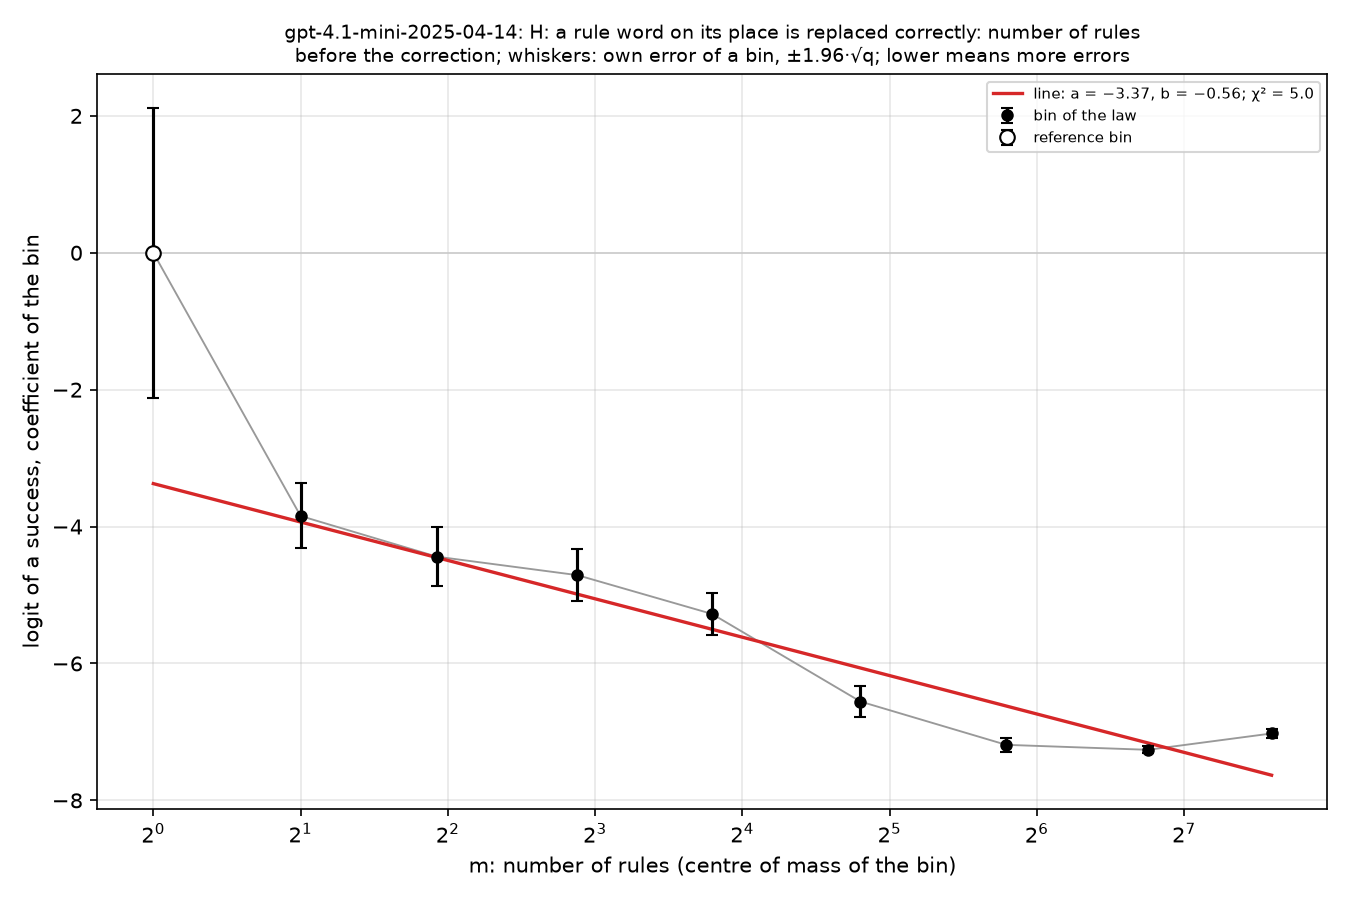 gpt-4.1-mini-2025-04-14: H: a rule word on its place is replaced correctly: number of rules
before the correction; whiskers: own error of a bin, ±1.96·√q; lower means more errors
line: a = −3.37, b = −0.56; χ² = 5.0
bin of the law
reference bin
logit of a success, coefficient of the bin
2
0
−2
−4
−6
−8
2⁰
2¹
2²
2³
2⁴
2⁵
2⁶
2⁷
m: number of rules (centre of mass of the bin)